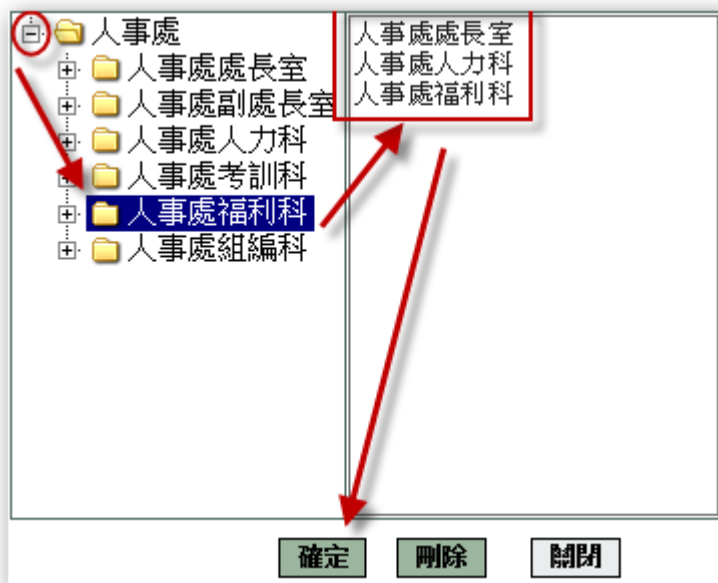 人事處
人事處處長室
人事處副處長室
人事處人力科
人事處考訓科
人事處福利科
人事處組編科
人事處處長室
人事處人力科
人事處福利科
確定
刪除
關閉